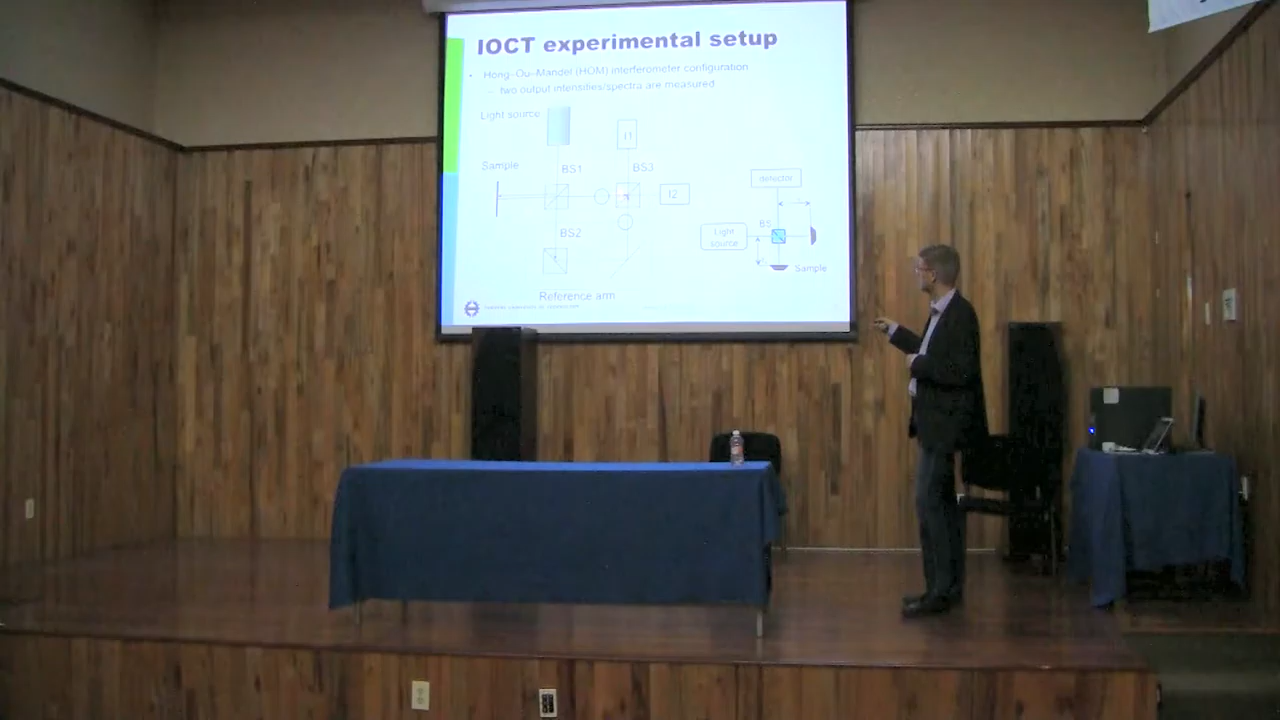 IOCT experimental setup
• Hong-Ou-Mandel (HOM) interferometer configuration
– two output intensities/spectra are measured
Light source
I1
Sample
BS1
BS3
I2
detector
BS2
Light
source
BS
Sample
Reference arm